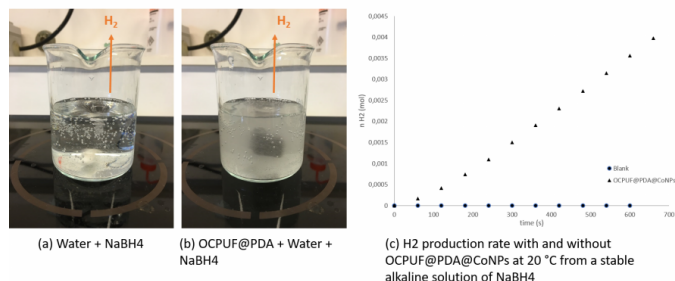 H2
H2
0,005
0,0045
0,004
0,0035
0,003
0,0025
0,002
0,0015
0,001
0,0005
0
n H2 (mol)
0
100
200
300
400
500
600
700
time (s)
Blank
OCPUF@PDA@CoNPs
(a) Water + NaBH4
(b) OCPUF@PDA + Water +
NaBH4
(c) H2 production rate with and without
OCPUF@PDA@CoNPs at 20 °C from a stable
alkaline solution of NaBH4